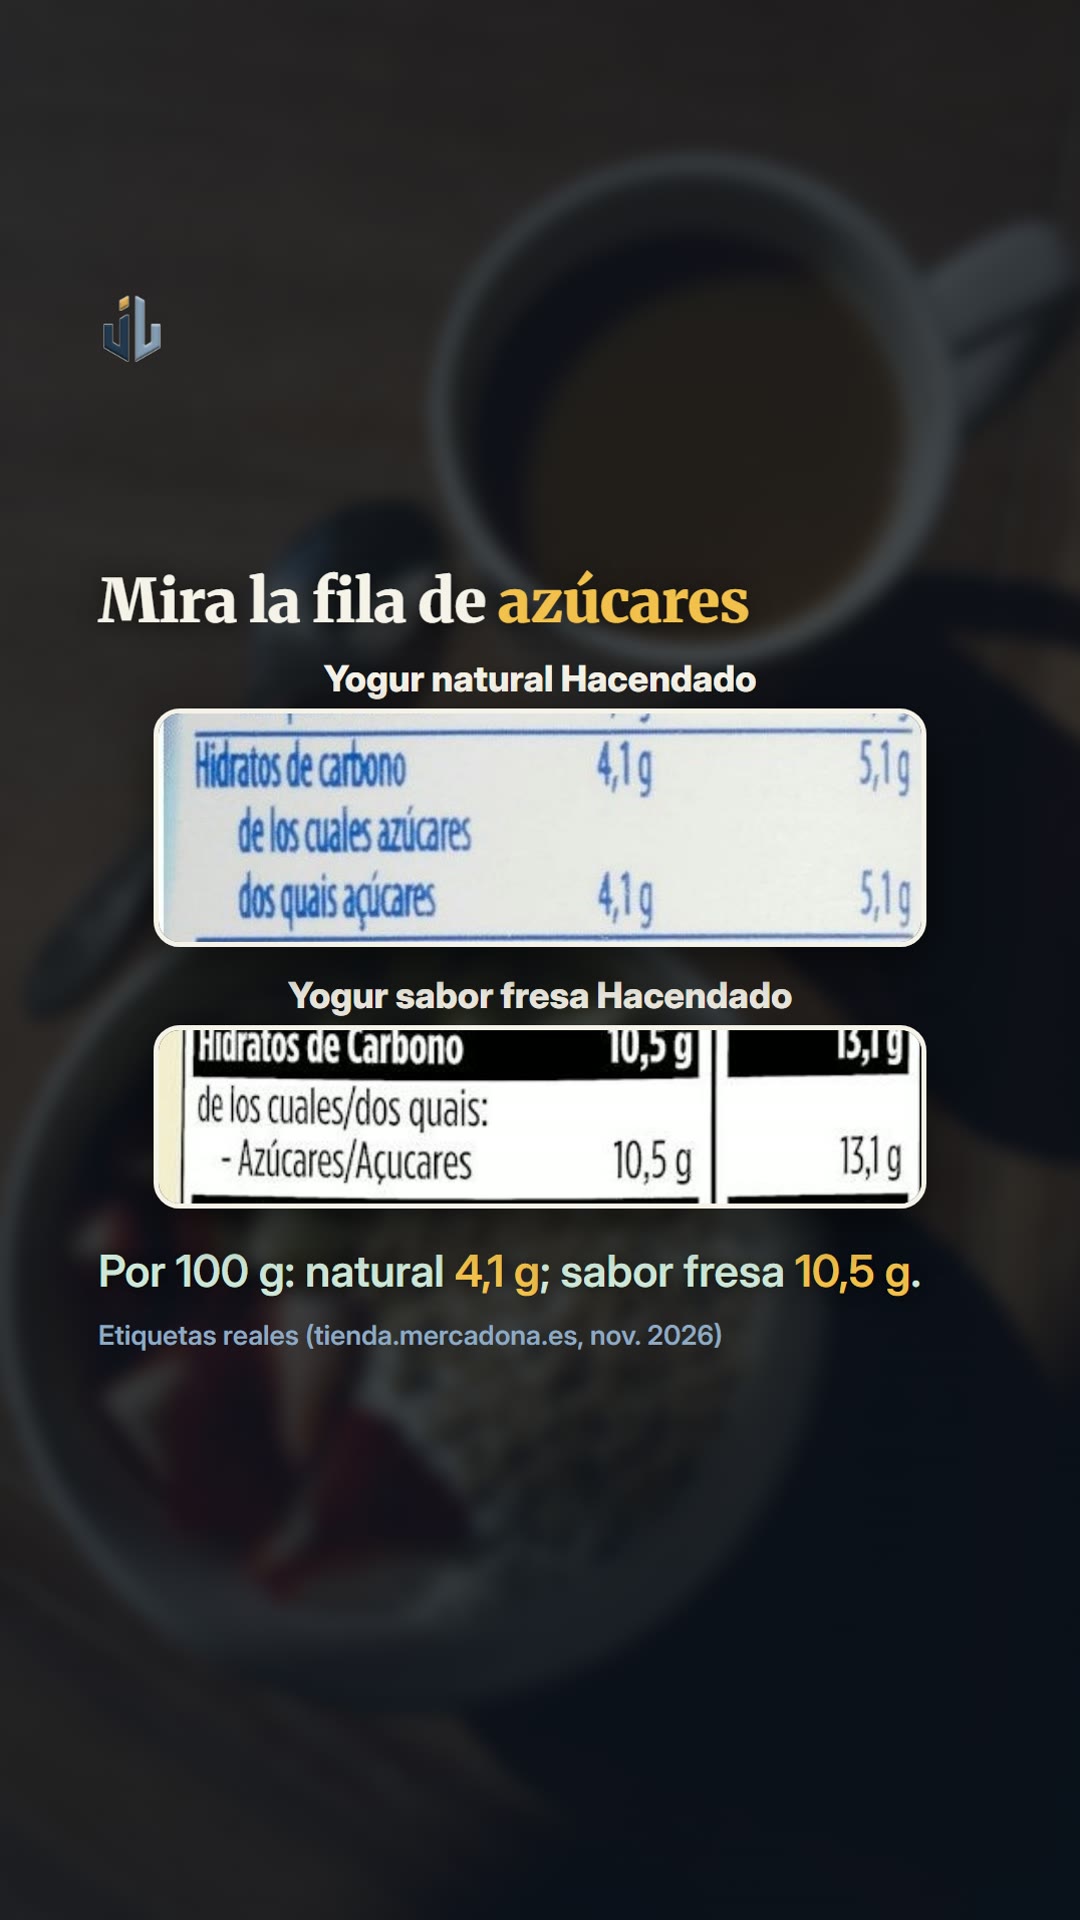 Mira la fila de azúcares
Yogur natural Hacendado
Hidratos de carbono 4,1 g 5,1 g
de los cuales azúcares
dos quais açúcares 4,1 g 5,1 g
Yogur sabor fresa Hacendado
Hidratos de Carbono 10,5 g 13,1 g
de los cuales/dos quais:
- Azúcares/Açucares 10,5 g 13,1 g
Por 100 g: natural 4,1 g; sabor fresa 10,5 g.
Etiquetas reales (tienda.mercadona.es, nov. 2026)